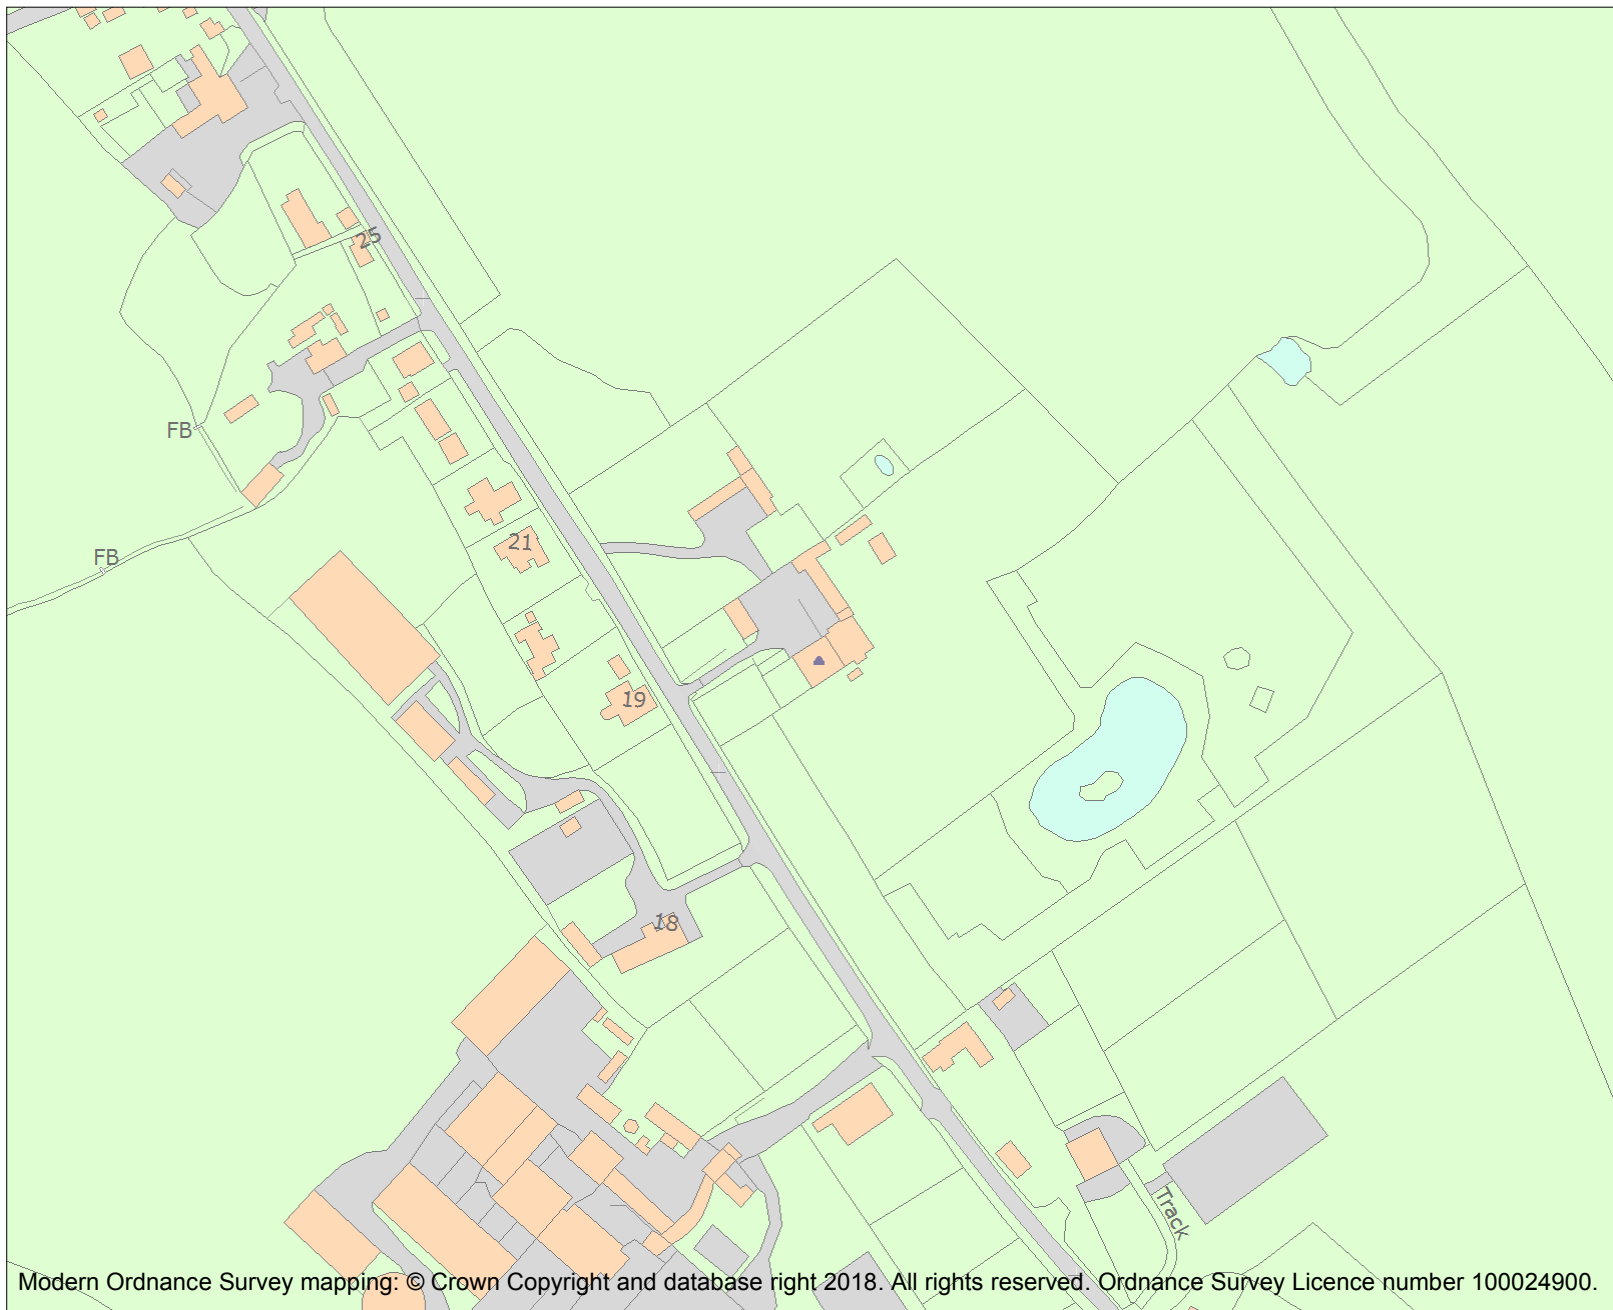 25
FB
21
FB
19
18
Track
Modern Ordnance Survey mapping: © Crown Copyright and database right 2018. All rights reserved. Ordnance Survey Licence number 100024900.